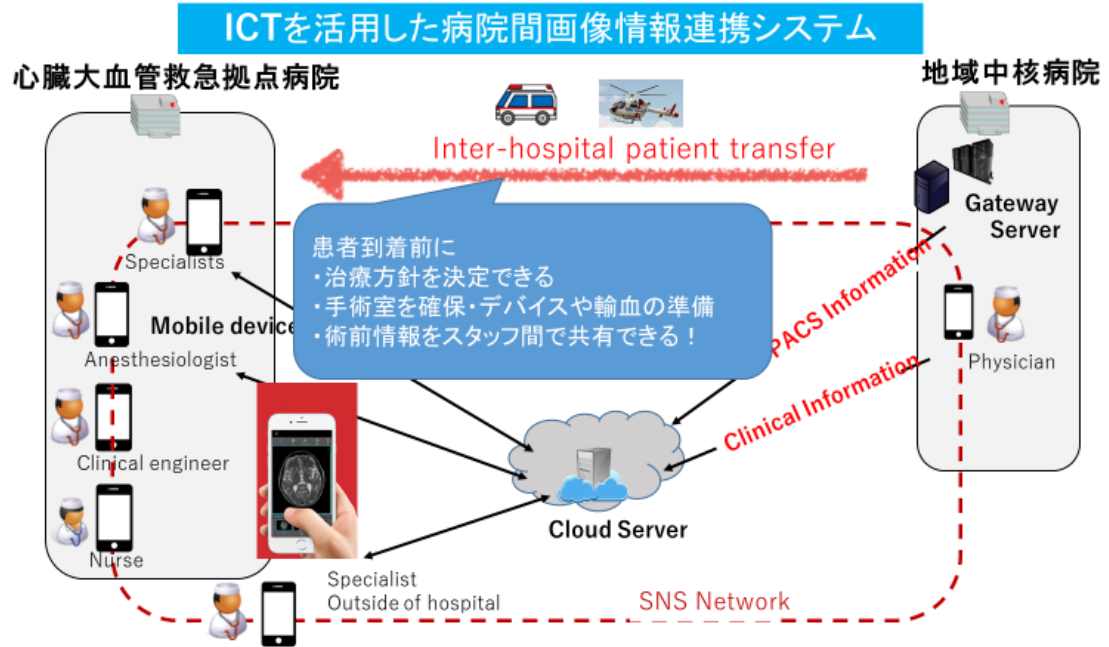 ICTを活用した病院間画像情報連携システム
心臓大血管救急拠点病院
地域中核病院
Inter-hospital patient transfer
Gateway
Server
患者到着前に
・治療方針を決定できる
・手術室を確保・デバイスや輸血の準備
・術前情報をスタッフ間で共有できる！
Specialists
Mobile device
Anesthesiologist
PACS Information
Physician
Clinical Information
Clinical engineer
Cloud Server
Nurse
Specialist
Outside of hospital
SNS Network